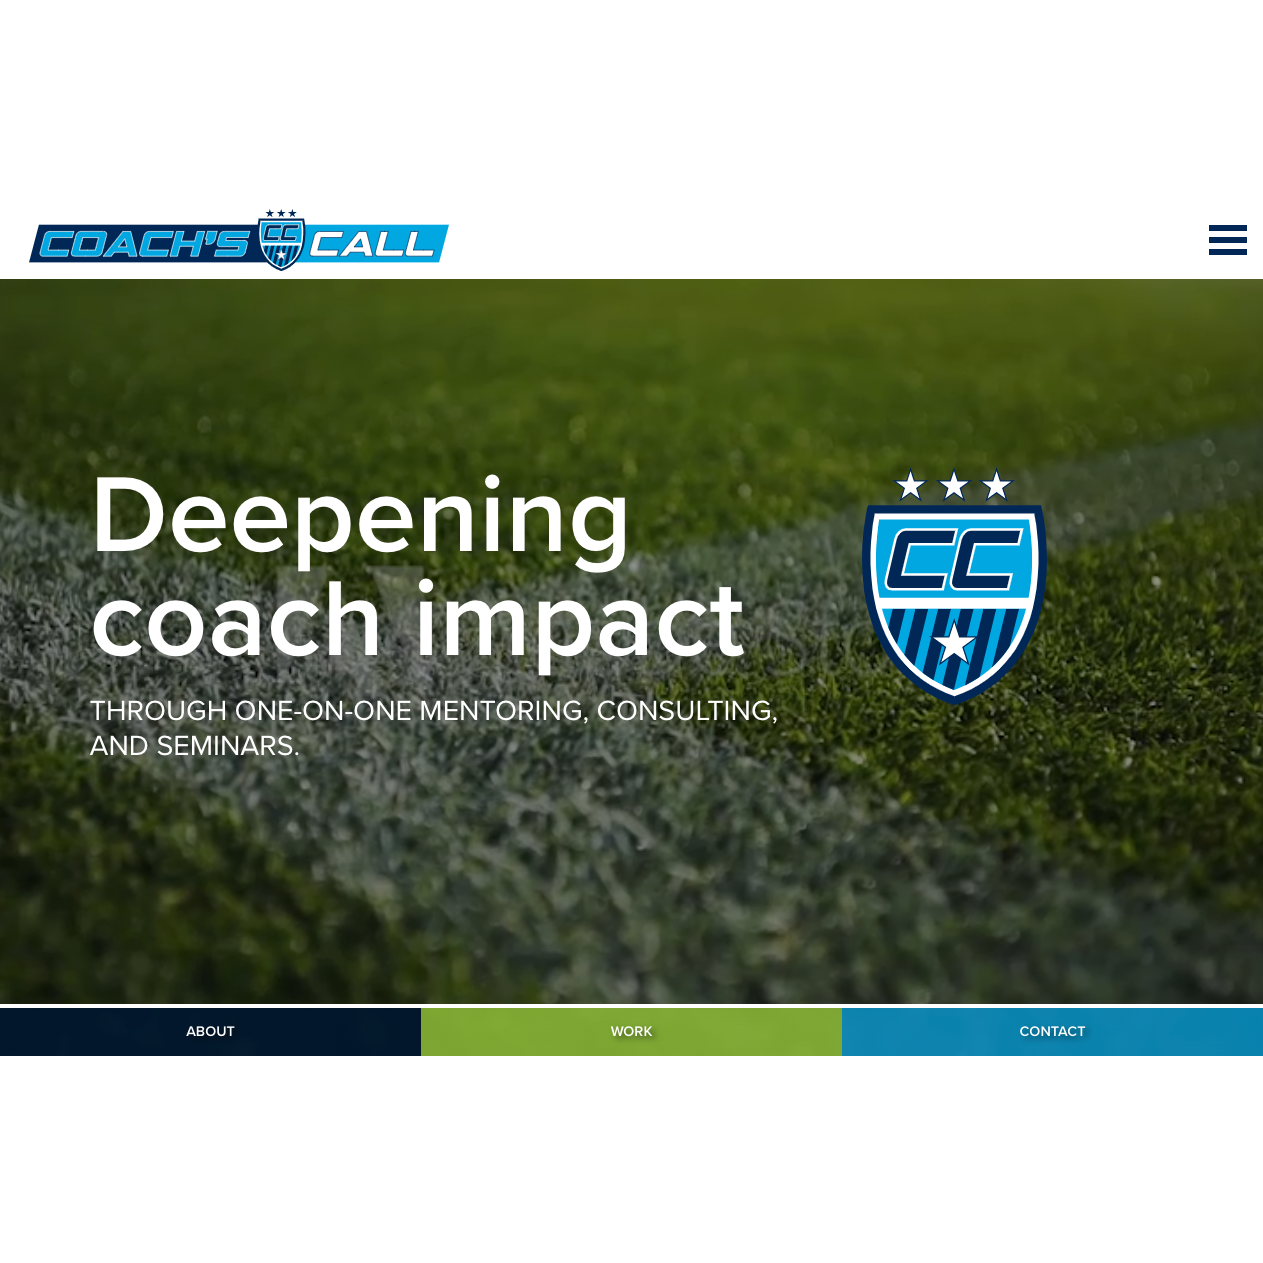 COACH'S CC CALL
Deepening
coach impact
THROUGH ONE-ON-ONE MENTORING, CONSULTING,
AND SEMINARS.
CC
ABOUT
WORK
CONTACT